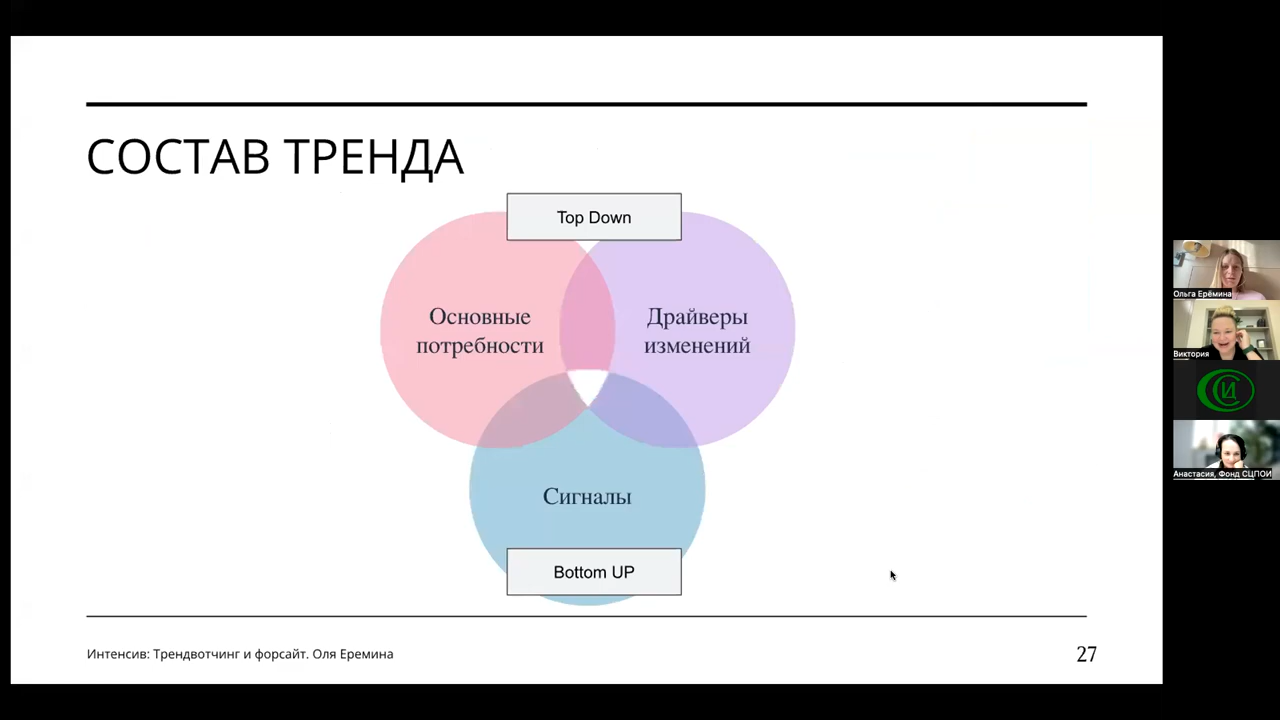 СОСТАВ ТРЕНДА
Top Down
Основные
потребности
Драйверы
изменений
Сигналы
Bottom UP
Интенсив: Трендвотчинг и форсайт. Оля Еремина
27
Ольга Ерёмина
Виктория
СИ
Анастасия, Фонд СЦПОИ